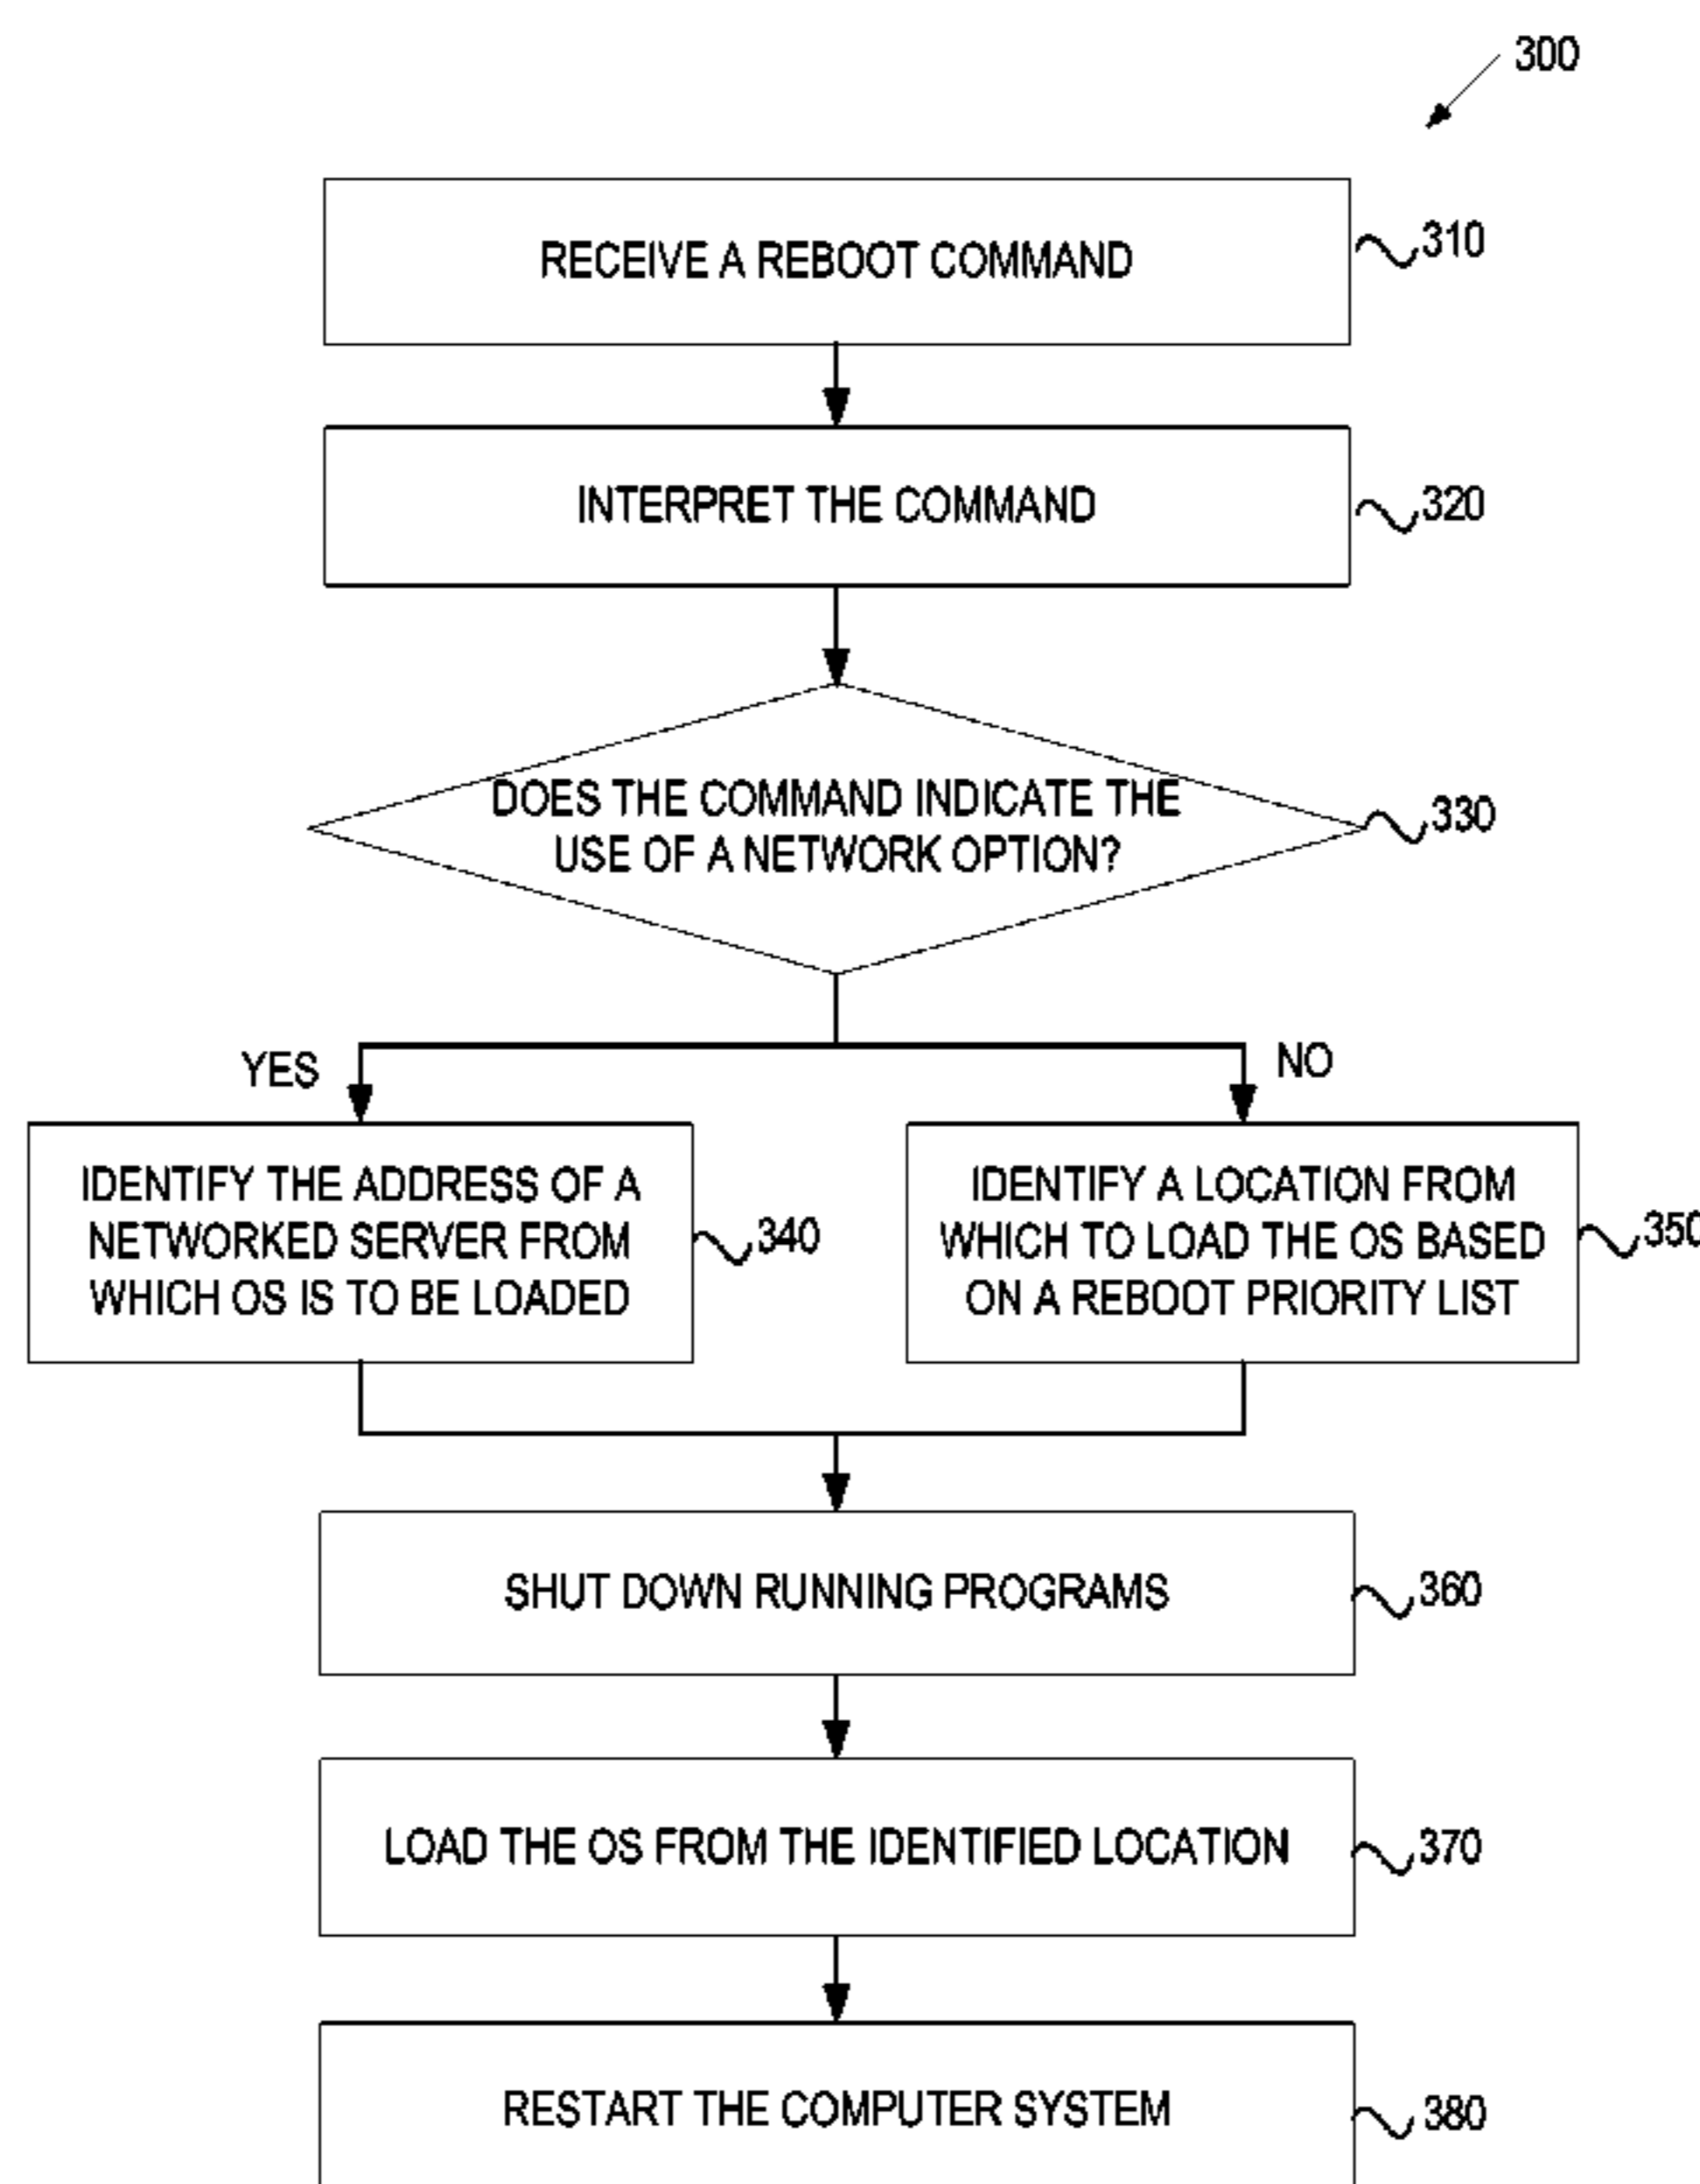 300
RECEIVE A REBOOT COMMAND
310
INTERPRET THE COMMAND
320
DOES THE COMMAND INDICATE THE
USE OF A NETWORK OPTION?
330
YES
NO
IDENTIFY THE ADDRESS OF A
NETWORKED SERVER FROM
WHICH OS IS TO BE LOADED
340
IDENTIFY A LOCATION FROM
WHICH TO LOAD THE OS BASED
ON A REBOOT PRIORITY LIST
350
SHUT DOWN RUNNING PROGRAMS
360
LOAD THE OS FROM THE IDENTIFIED LOCATION
370
RESTART THE COMPUTER SYSTEM
380